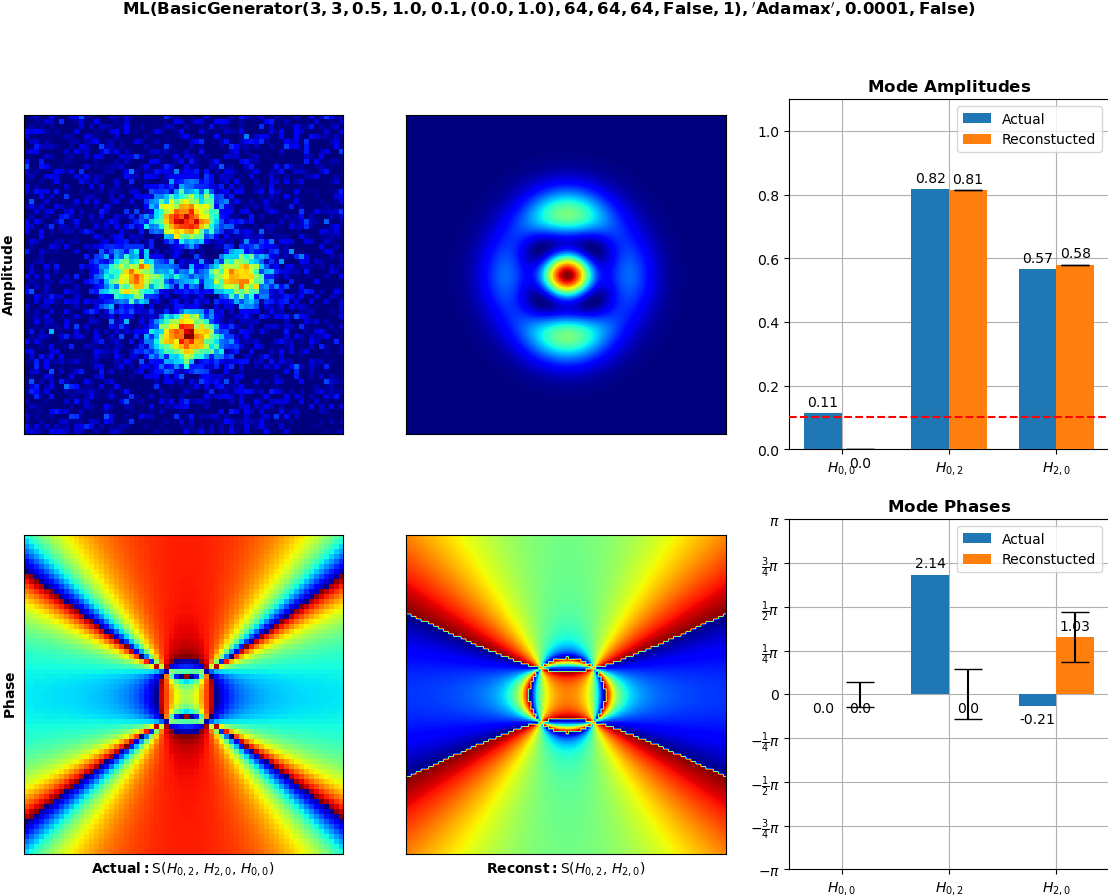 ML(BasicGenerator(3, 3, 0.5, 1.0, 0.1, (0.0, 1.0), 64, 64, 64, False, 1), ′Adamax′, 0.0001, False)
Amplitude
Mode Amplitudes
Actual
Reconstucted
1.0
0.8
0.6
0.4
0.2
0.0
0.11
0.0
0.82
0.81
0.57
0.58
H0,0
H0,2
H2,0
Phase
Actual: S(H0,2, H2,0, H0,0)
Reconst: S(H0,2, H2,0)
Mode Phases
Actual
Reconstucted
π
3/4π
1/2π
1/4π
0
−1/4π
−1/2π
−3/4π
−π
0.0
0.0
2.14
0.0
-0.21
1.03
H0,0
H0,2
H2,0